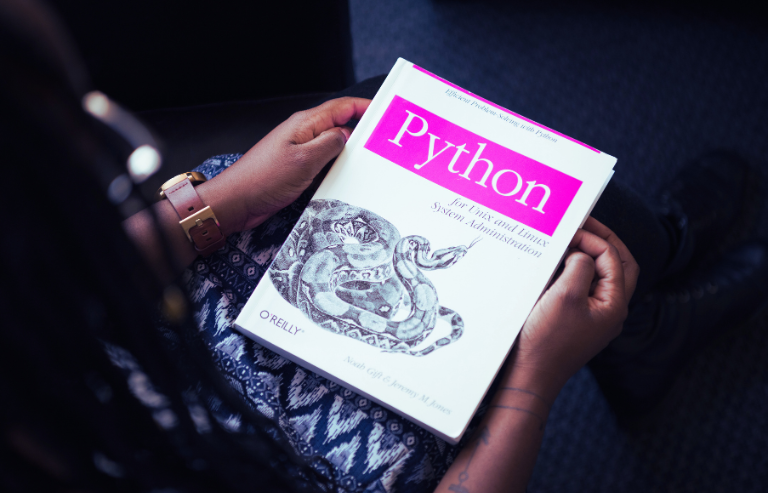 Efficient Problem Solving with Python
Python
for Unix and Linux
System Administration
O'REILLY
Noah Gift & Jeremy M. Jones